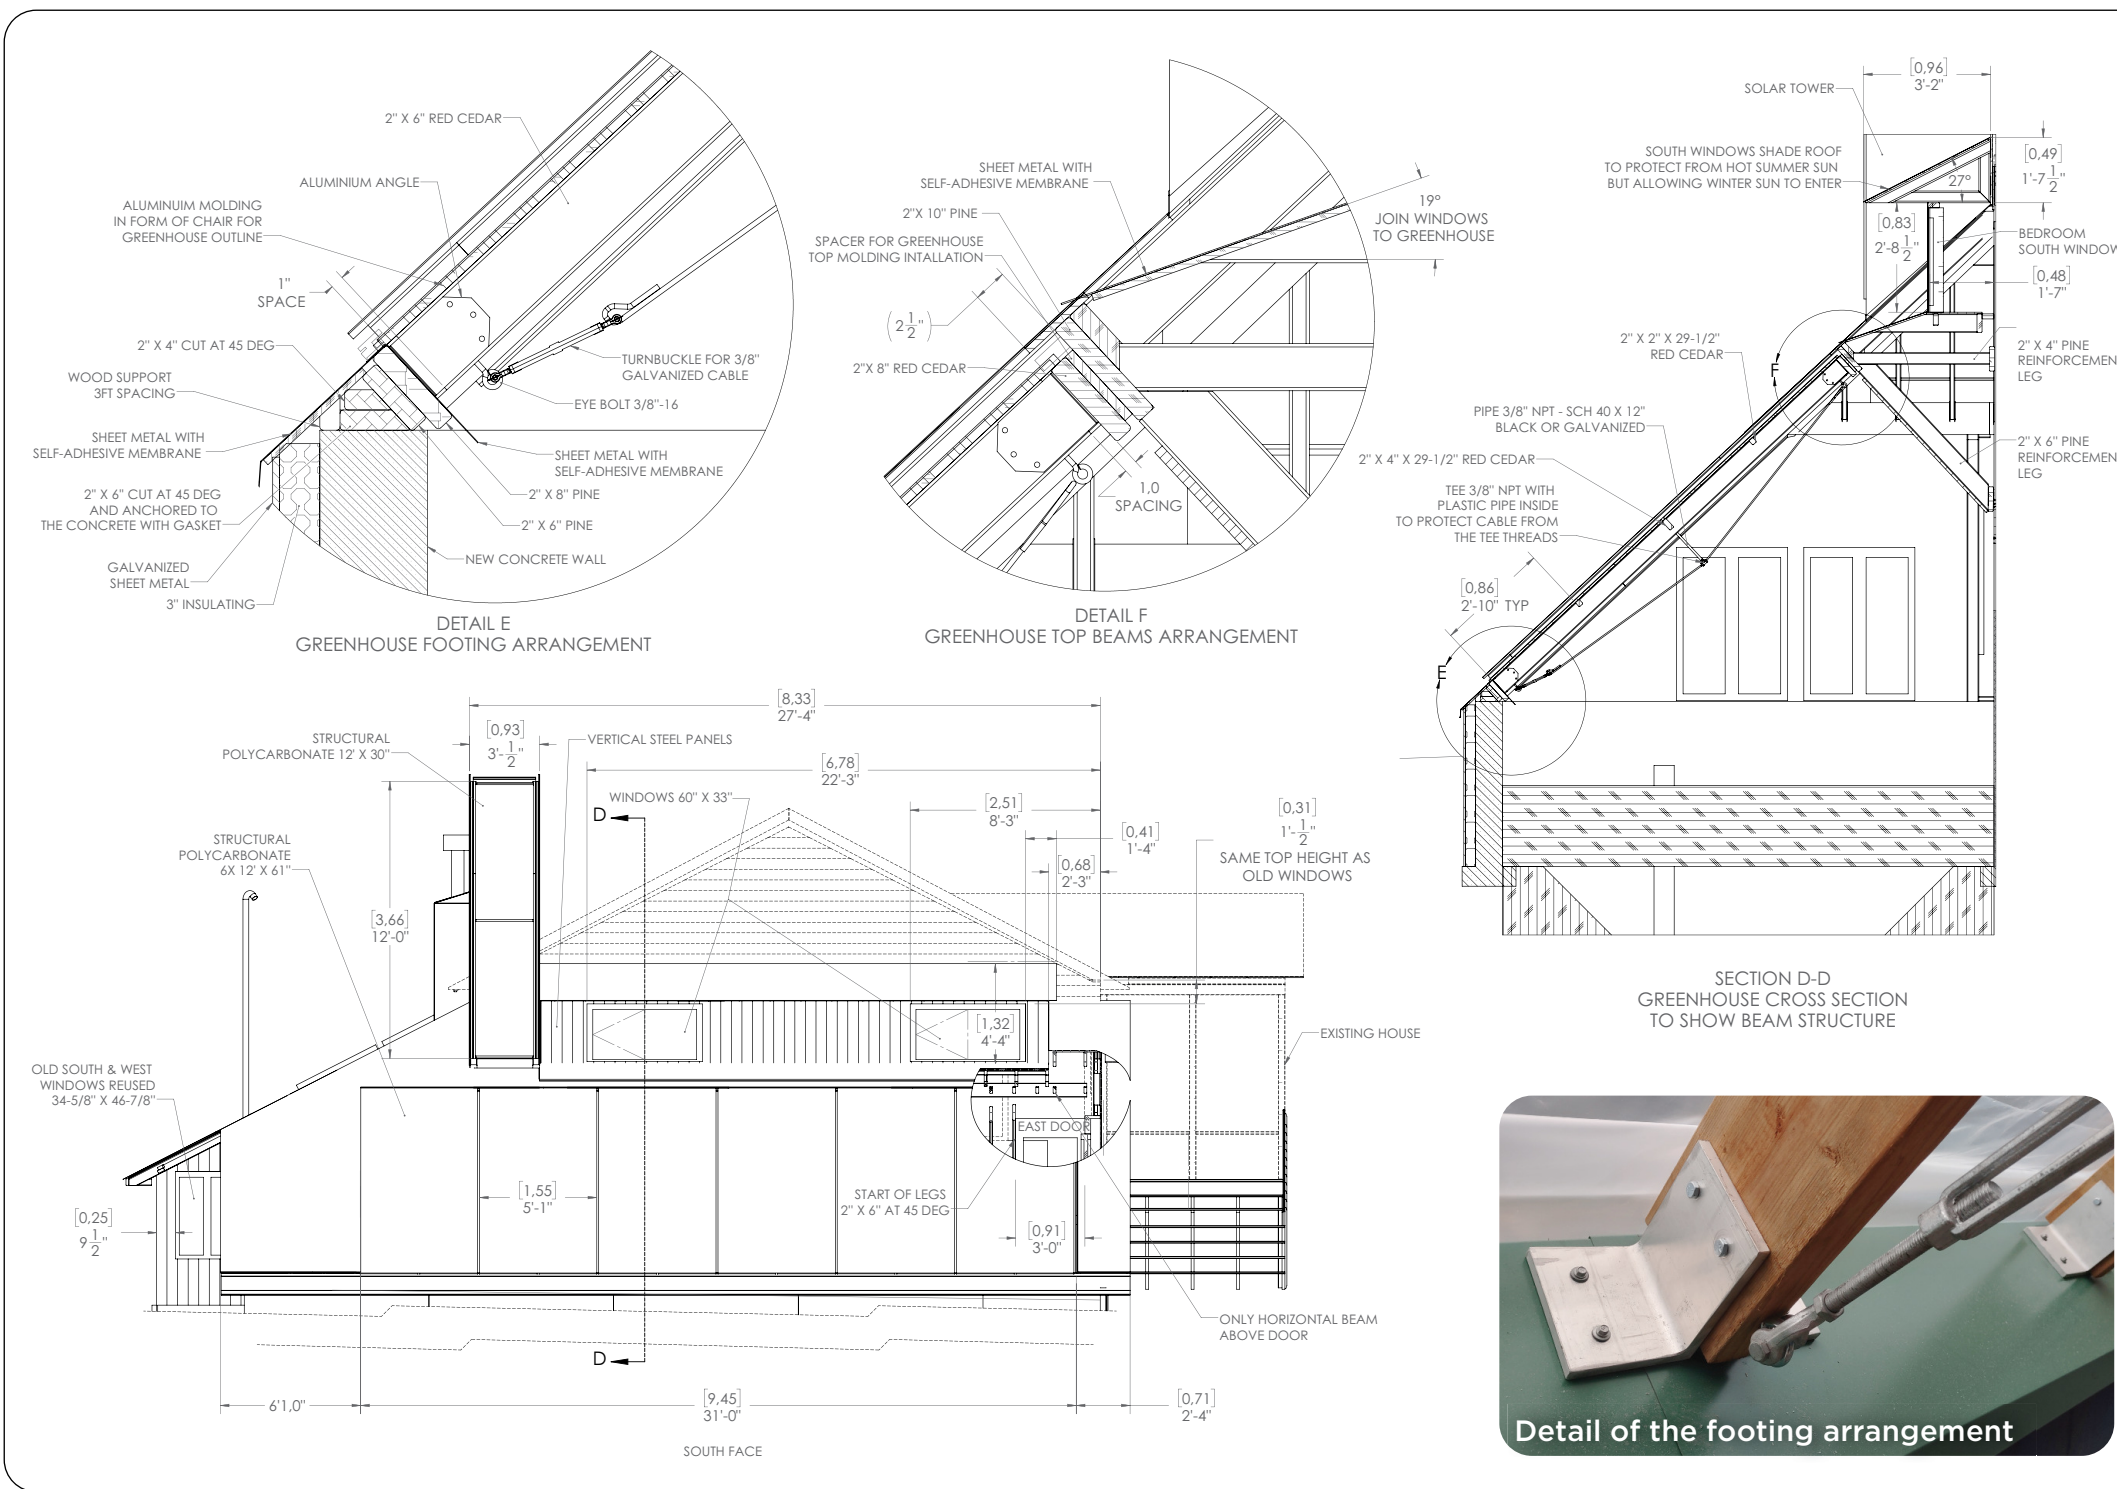 2" X 6" RED CEDAR
ALUMINIUM ANGLE
ALUMINUIM MOLDING
IN FORM OF CHAIR FOR
GREENHOUSE OUTLINE
1"
SPACE
2" X 4" CUT AT 45 DEG
WOOD SUPPORT
3FT SPACING
SHEET METAL WITH
SELF-ADHESIVE MEMBRANE
2" X 6" CUT AT 45 DEG
AND ANCHORED TO
THE CONCRETE WITH GASKET
GALVANIZED
SHEET METAL
3" INSULATING
TURNBUCKLE FOR 3/8"
GALVANIZED CABLE
EYE BOLT 3/8"-16
SHEET METAL WITH
SELF-ADHESIVE MEMBRANE
2" X 8" PINE
2" X 6" PINE
NEW CONCRETE WALL
DETAIL E
GREENHOUSE FOOTING ARRANGEMENT
SHEET METAL WITH
SELF-ADHESIVE MEMBRANE
2"X 10" PINE
SPACER FOR GREENHOUSE
TOP MOLDING INTALLATION
(2 1/2")
2"X 8" RED CEDAR
19°
JOIN WINDOWS
TO GREENHOUSE
1,0
SPACING
DETAIL F
GREENHOUSE TOP BEAMS ARRANGEMENT
[0,96]
3'-2"
SOLAR TOWER
SOUTH WINDOWS SHADE ROOF
TO PROTECT FROM HOT SUMMER SUN
BUT ALLOWING WINTER SUN TO ENTER
27°
[0,49]
1'-7 1/2"
[0,83]
2'-8 1/2"
BEDROOM
SOUTH WINDOW
[0,48]
1'-7"
2" X 2" X 29-1/2"
RED CEDAR
F
2" X 4" PINE
REINFORCEMEN
LEG
PIPE 3/8" NPT - SCH 40 X 12"
BLACK OR GALVANIZED
2" X 4" X 29-1/2" RED CEDAR
2" X 6" PINE
REINFORCEMEN
LEG
TEE 3/8" NPT WITH
PLASTIC PIPE INSIDE
TO PROTECT CABLE FROM
THE TEE THREADS
[0,86]
2'-10" TYP
E
SECTION D-D
GREENHOUSE CROSS SECTION
TO SHOW BEAM STRUCTURE
[8,33]
27'-4"
[0,93]
3'-1/2"
STRUCTURAL
POLYCARBONATE 12' X 30"
VERTICAL STEEL PANELS
[6,78]
22'-3"
WINDOWS 60" X 33"
D
[2,51]
8'-3"
[0,41]
1'-4"
[0,68]
2'-3"
[0,31]
1'-1/2"
SAME TOP HEIGHT AS
OLD WINDOWS
STRUCTURAL
POLYCARBONATE
6X 12' X 61"
[3,66]
12'-0"
[1,32]
4'-4"
EXISTING HOUSE
OLD SOUTH & WEST
WINDOWS REUSED
34-5/8" X 46-7/8"
EAST DOOR
[1,55]
5'-1"
START OF LEGS
2" X 6" AT 45 DEG
[0,91]
3'-0"
[0,25]
9 1/2"
ONLY HORIZONTAL BEAM
ABOVE DOOR
D
6'1,0"
[9,45]
31'-0"
[0,71]
2'-4"
SOUTH FACE
Detail of the footing arrangement